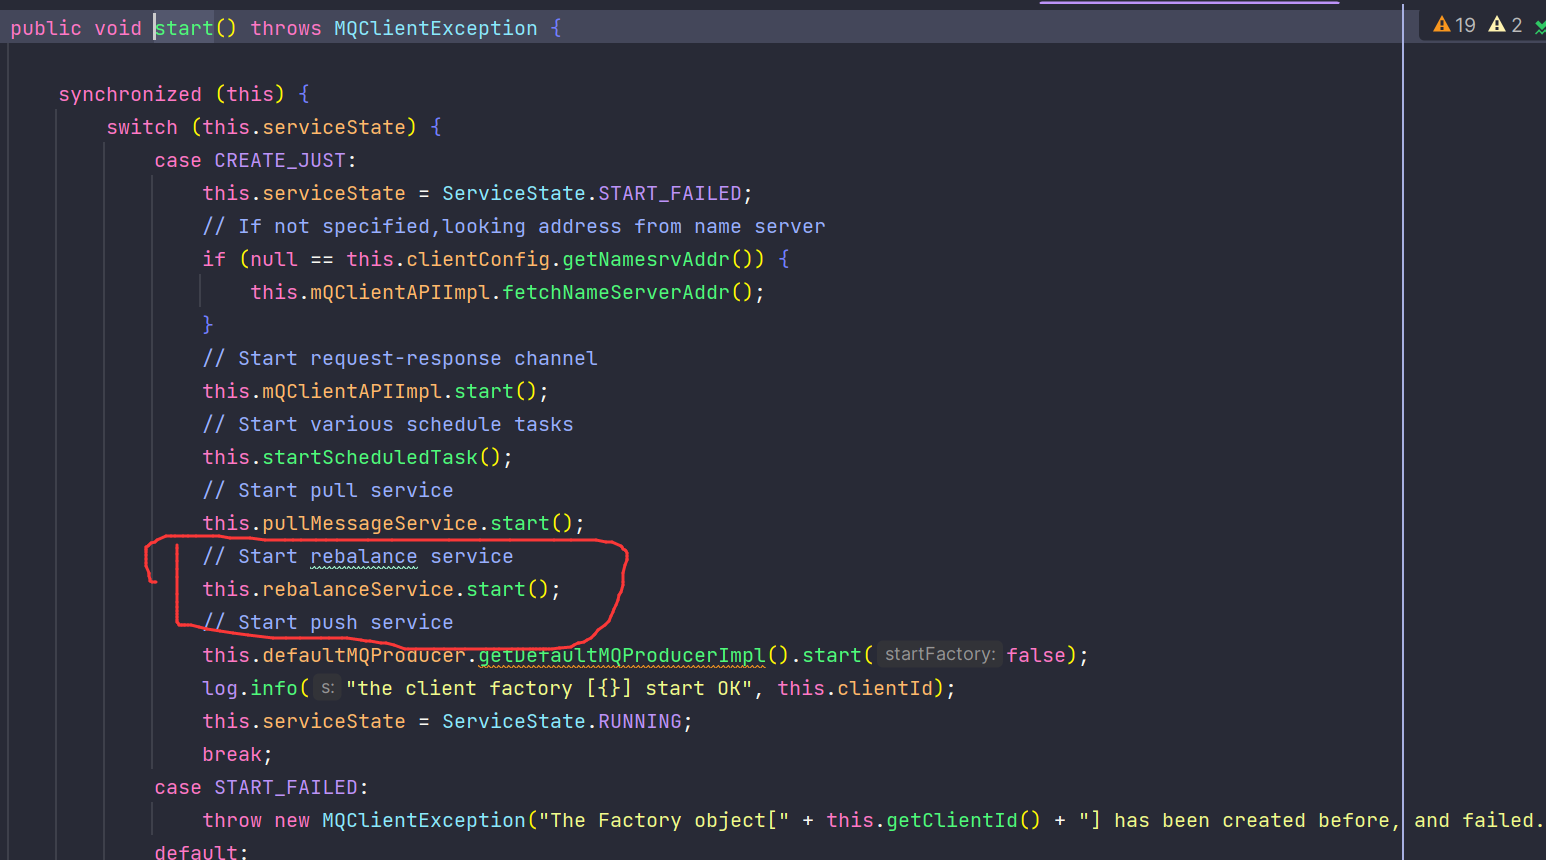 public void start() throws MQClientException {
19 2
synchronized (this) {
switch (this.serviceState) {
case CREATE_JUST:
this.serviceState = ServiceState.START_FAILED;
// If not specified,looking address from name server
if (null == this.clientConfig.getNamesrvAddr()) {
this.mQClientAPIImpl.fetchNameServerAddr();
}
// Start request-response channel
this.mQClientAPIImpl.start();
// Start various schedule tasks
this.startScheduledTask();
// Start pull service
this.pullMessageService.start();
// Start rebalance service
this.rebalanceService.start();
// Start push service
this.defaultMQProducer.getDefaultMQProducerImpl().start( startFactory: false);
log.info( s: "the client factory [{}] start OK", this.clientId);
this.serviceState = ServiceState.RUNNING;
break;
case START_FAILED:
throw new MQClientException("The Factory object[" + this.getClientId() + "] has been created before, and failed.
default: